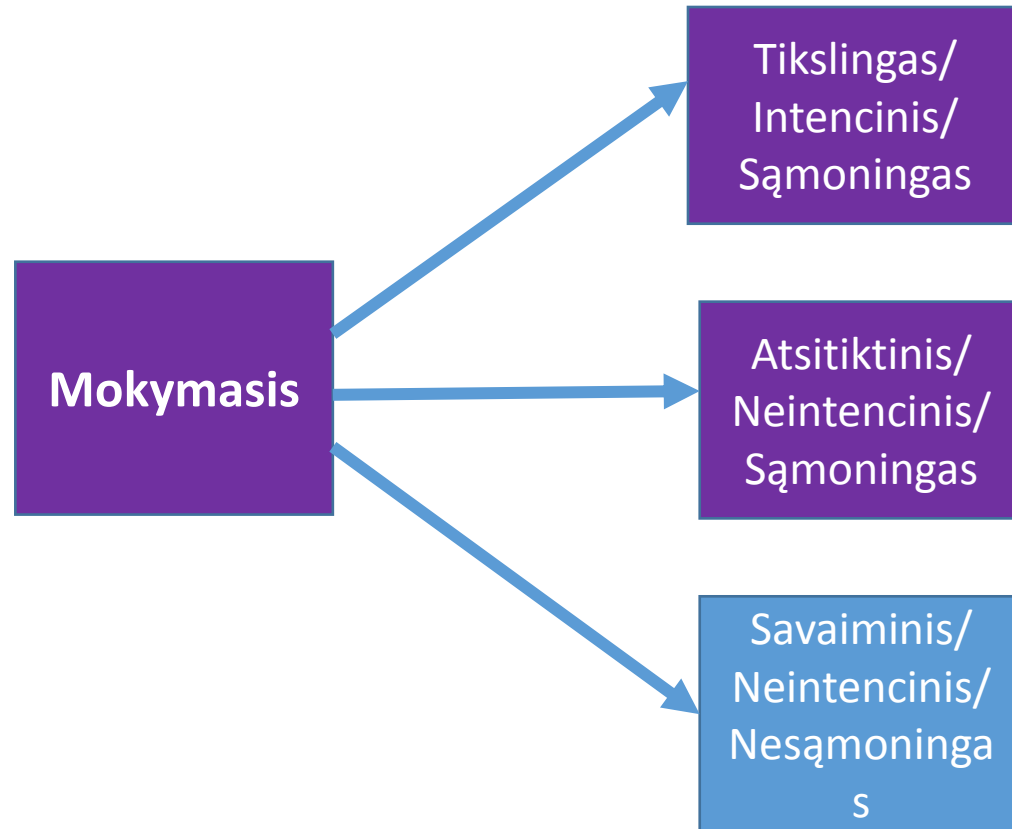 Tikslingas/
Intencinis/
Sąmoningas
Mokymasis
Atsitiktinis/
Neintencinis/
Sąmoningas
Savaiminis/
Neintencinis/
Nesąmoninga
s